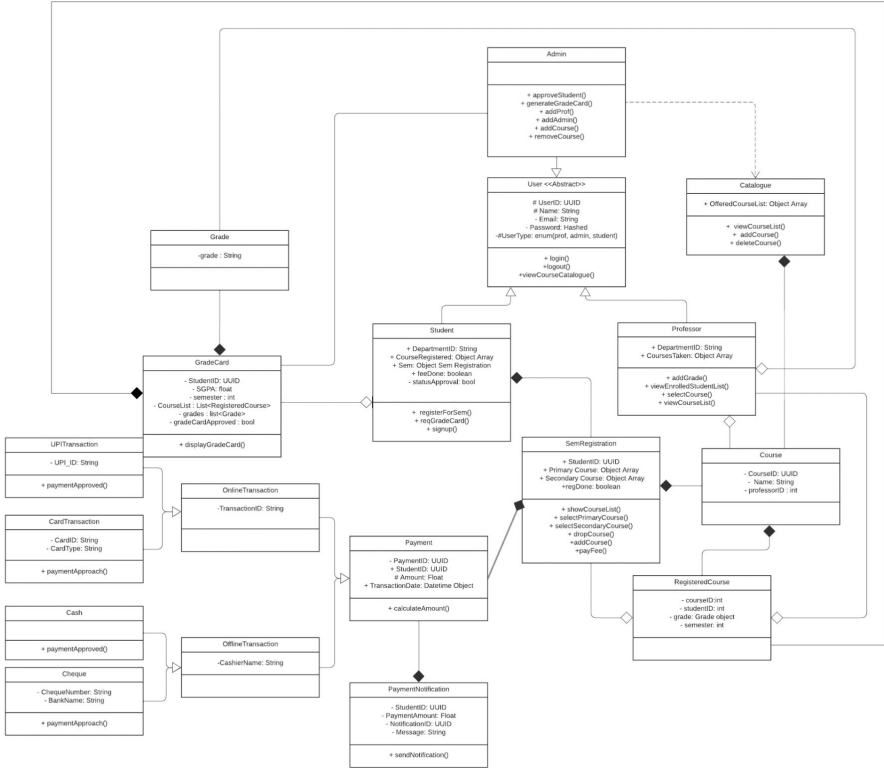 Admin
+ approveStudent()
+ generateGradeCard()
+ addProf()
+ addAdmin()
+ addCourse()
+ removeCourse()
User <<Abstract>>
# UserID: UUID
# Name: String
- Email: String
- Password: Hashed
-#UserType: enum(prof, admin, student)
+ login()
+logout()
+viewCourseCatalogue()
Catalogue
+ OfferedCourseList: Object Array
+ viewCourseList()
+ addCourse()
+ deleteCourse()
Grade
-grade : String
GradeCard
- StudentID: UUID
- SGPA: float
- semester : int
- CourseList : List<RegisteredCourse>
- grades : list<Grade>
- gradeCardApproved : bool
+ displayGradeCard()
Student
+ DepartmentID: String
+ CourseRegistered: Object Array
+ Sem: Object Sem Registration
+ feeDone: boolean
- statusApproval: bool
+ registerForSem()
+ reqGradeCard()
+ signup()
Professor
+ DepartmentID: String
+ CoursesTaken: Object Array
+ addGrade()
+ viewEnrolledStudentList()
+ selectCourse()
+ viewCourseList()
UPITransaction
- UPI_ID: String
+ paymentApproved()
OnlineTransaction
-TransactionID: String
CardTransaction
- CardID: String
- CardType: String
+ paymentApproach()
SemRegistration
+ StudentID: UUID
+ Primary Course: Object Array
+ Secondary Course: Object Array
+regDone: boolean
+ showCourseList()
+ selectPrimaryCourse()
+ selectSecondaryCourse()
+ dropCourse()
+addCourse()
+payFee()
Course
- CourseID: UUID
- Name: String
- professorID : int
Payment
- PaymentID: UUID
+ StudentID: UUID
# Amount: Float
+ TransactionDate: Datetime Object
+ calculateAmount()
RegisteredCourse
- courseID:int
- studentID: int
- grade: Grade object
- semester: int
Cash
+ paymentApproved()
OfflineTransaction
-CashierName: String
Cheque
- ChequeNumber: String
- BankName: String
+ paymentApproach()
PaymentNotification
- StudentID: UUID
- PaymentAmount: Float
- NotificationID: UUID
- Message: String
+ sendNotification()